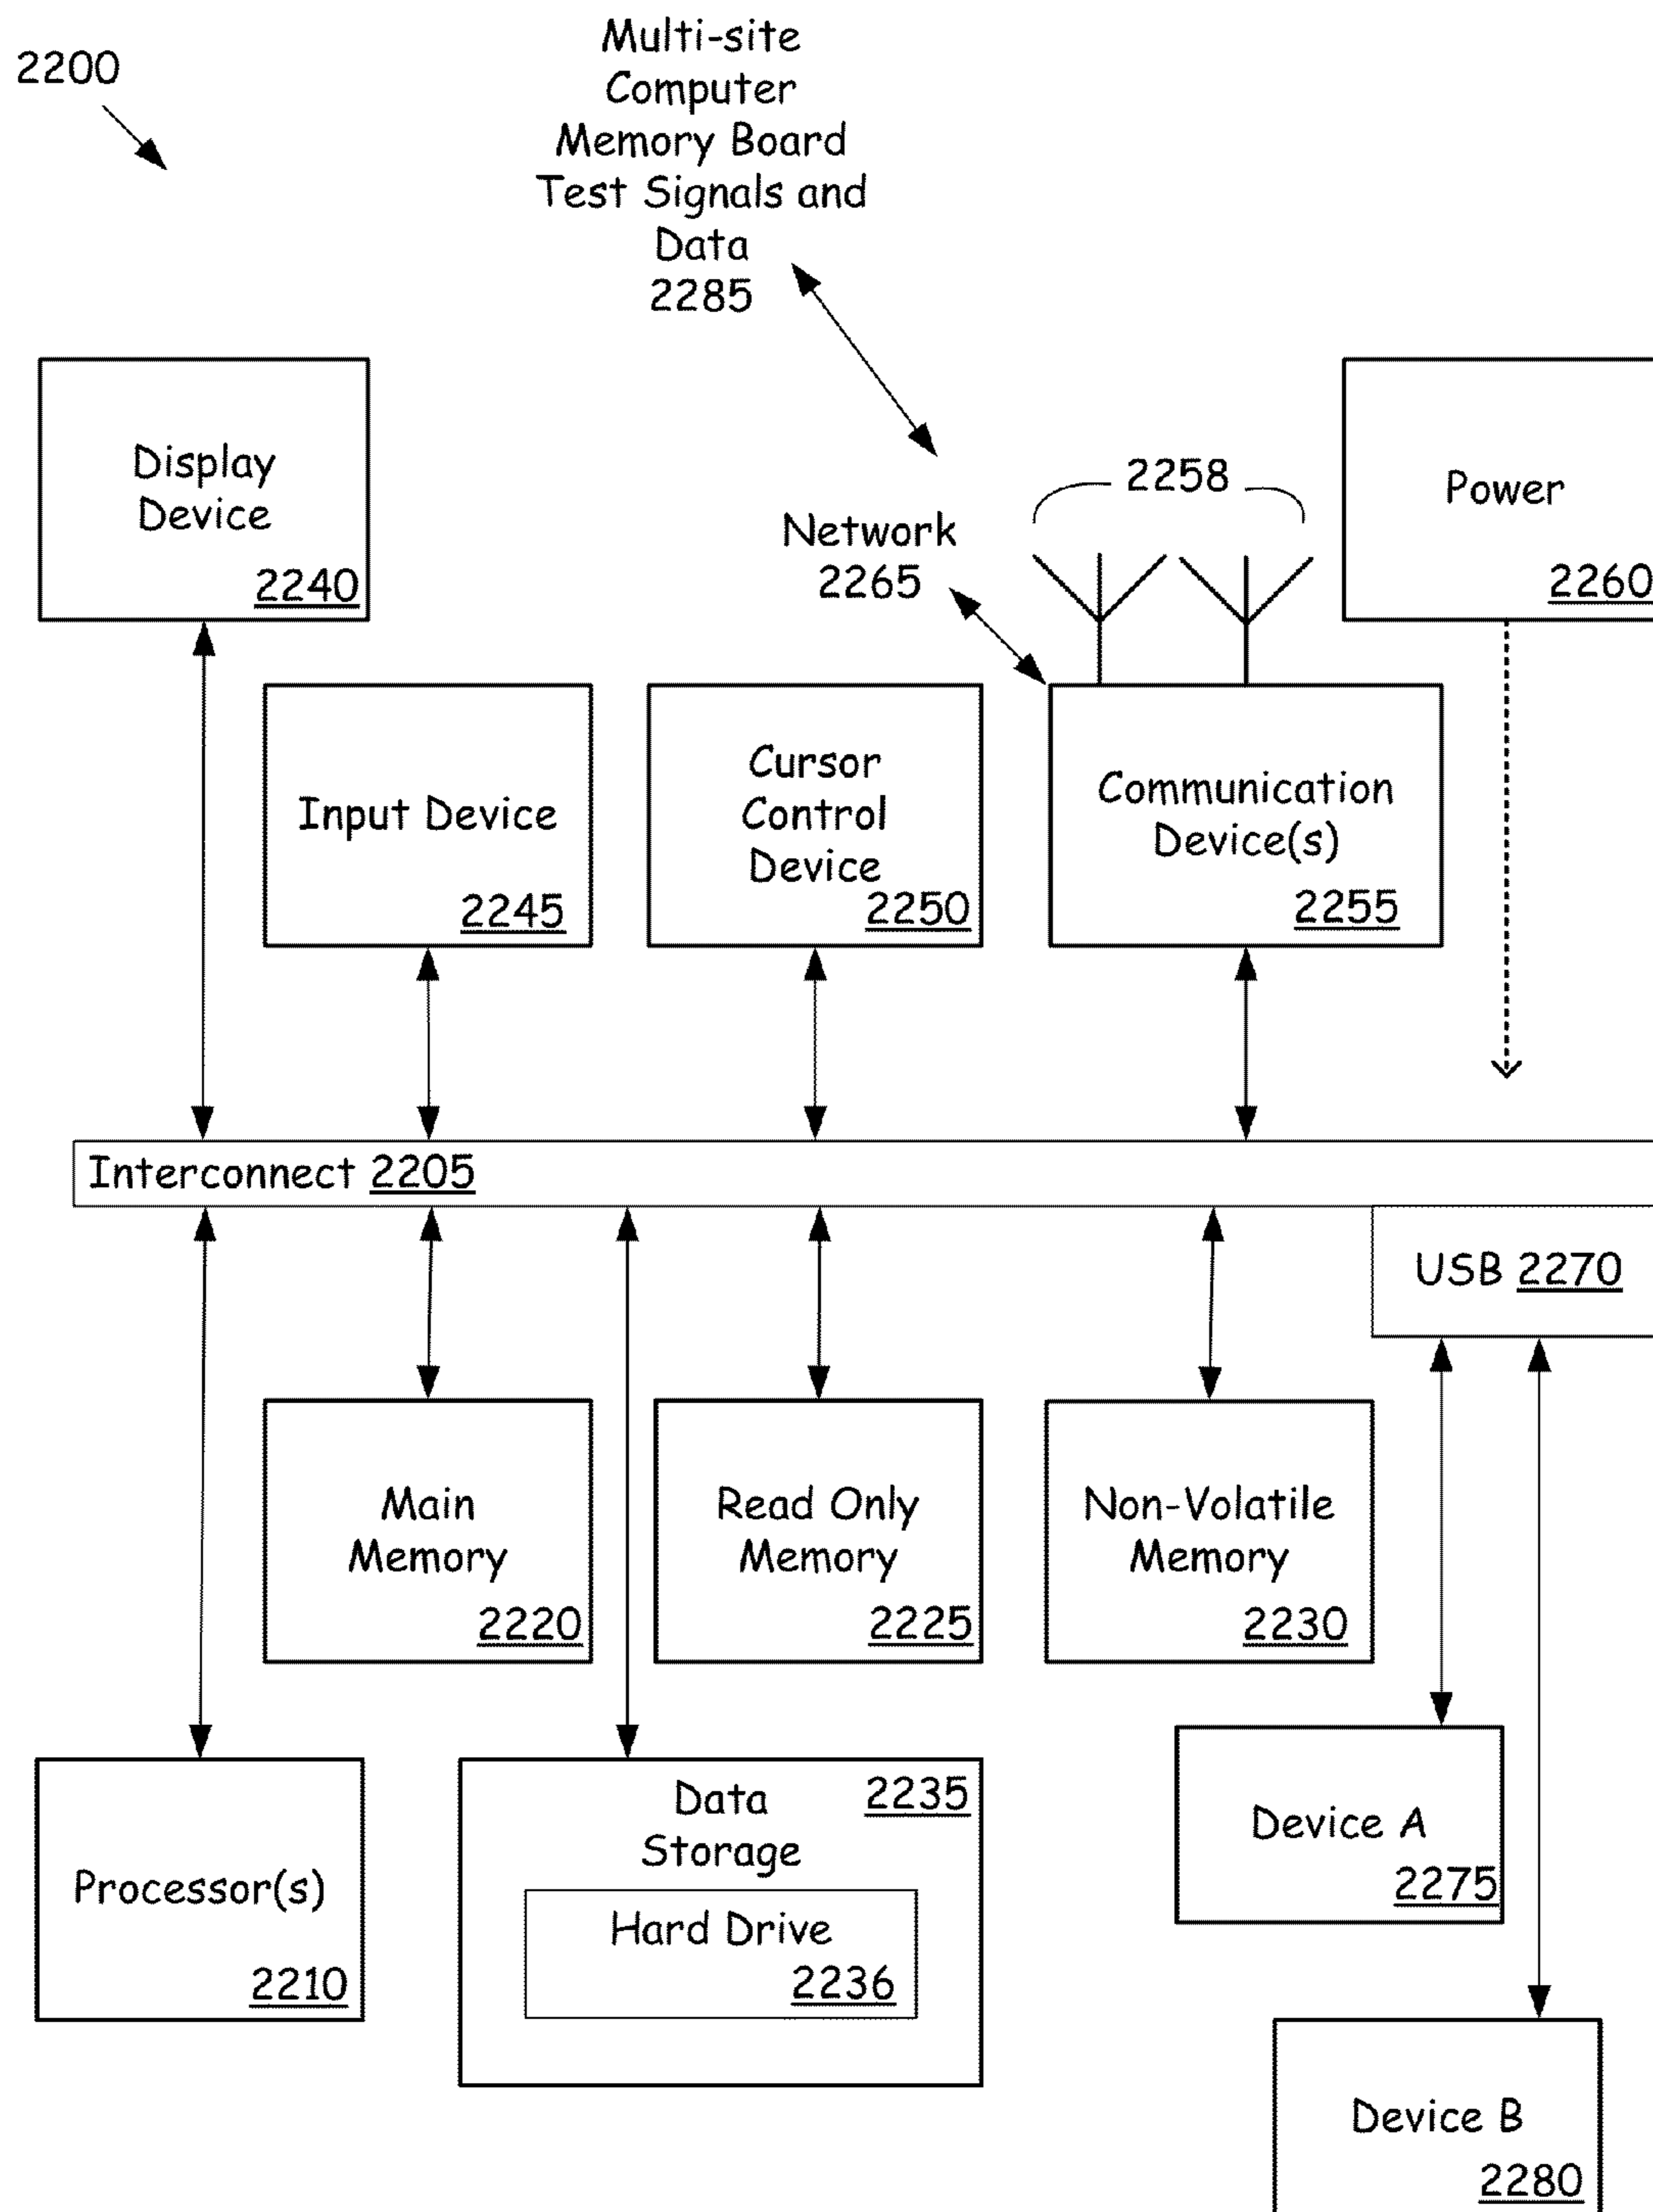 2200
Multi-site
Computer
Memory Board
Test Signals and
Data
2285
Display
Device
2240
Network
2265
2258
Power
2260
Input Device
2245
Cursor
Control
Device
2250
Communication
Device(s)
2255
Interconnect 2205
USB 2270
Main
Memory
2220
Read Only
Memory
2225
Non-Volatile
Memory
2230
Processor(s)
2210
Data
Storage
2235
Hard Drive
2236
Device A
2275
Device B
2280